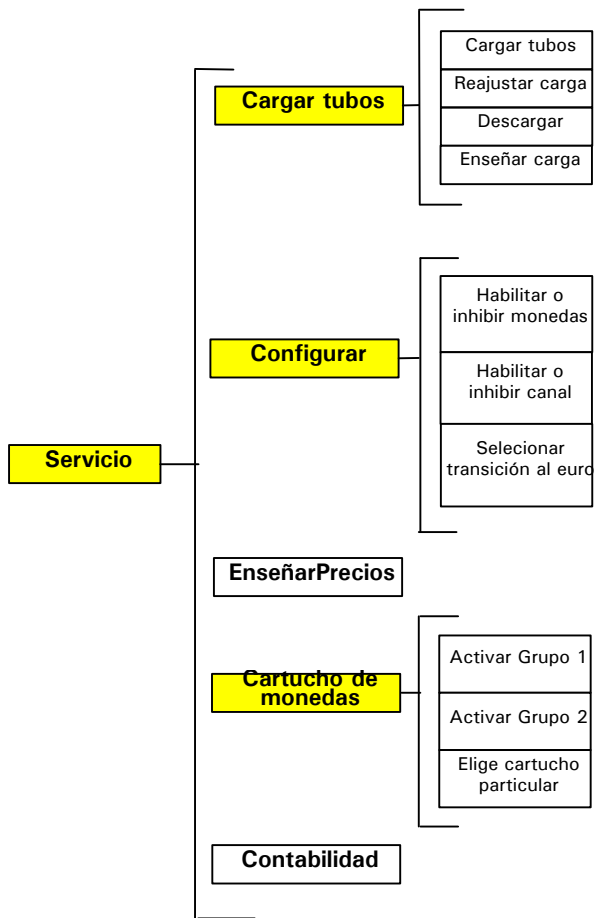 Servicio
Cargar tubos
Cargar tubos
Reajustar carga
Descargar
Enseñar carga
Configurar
Habilitar o
inhibir monedas
Habilitar o
inhibir canal
Selecionar
transición al euro
EnseñarPrecios
Cartucho de
monedas
Activar Grupo 1
Activar Grupo 2
Elige cartucho
particular
Contabilidad